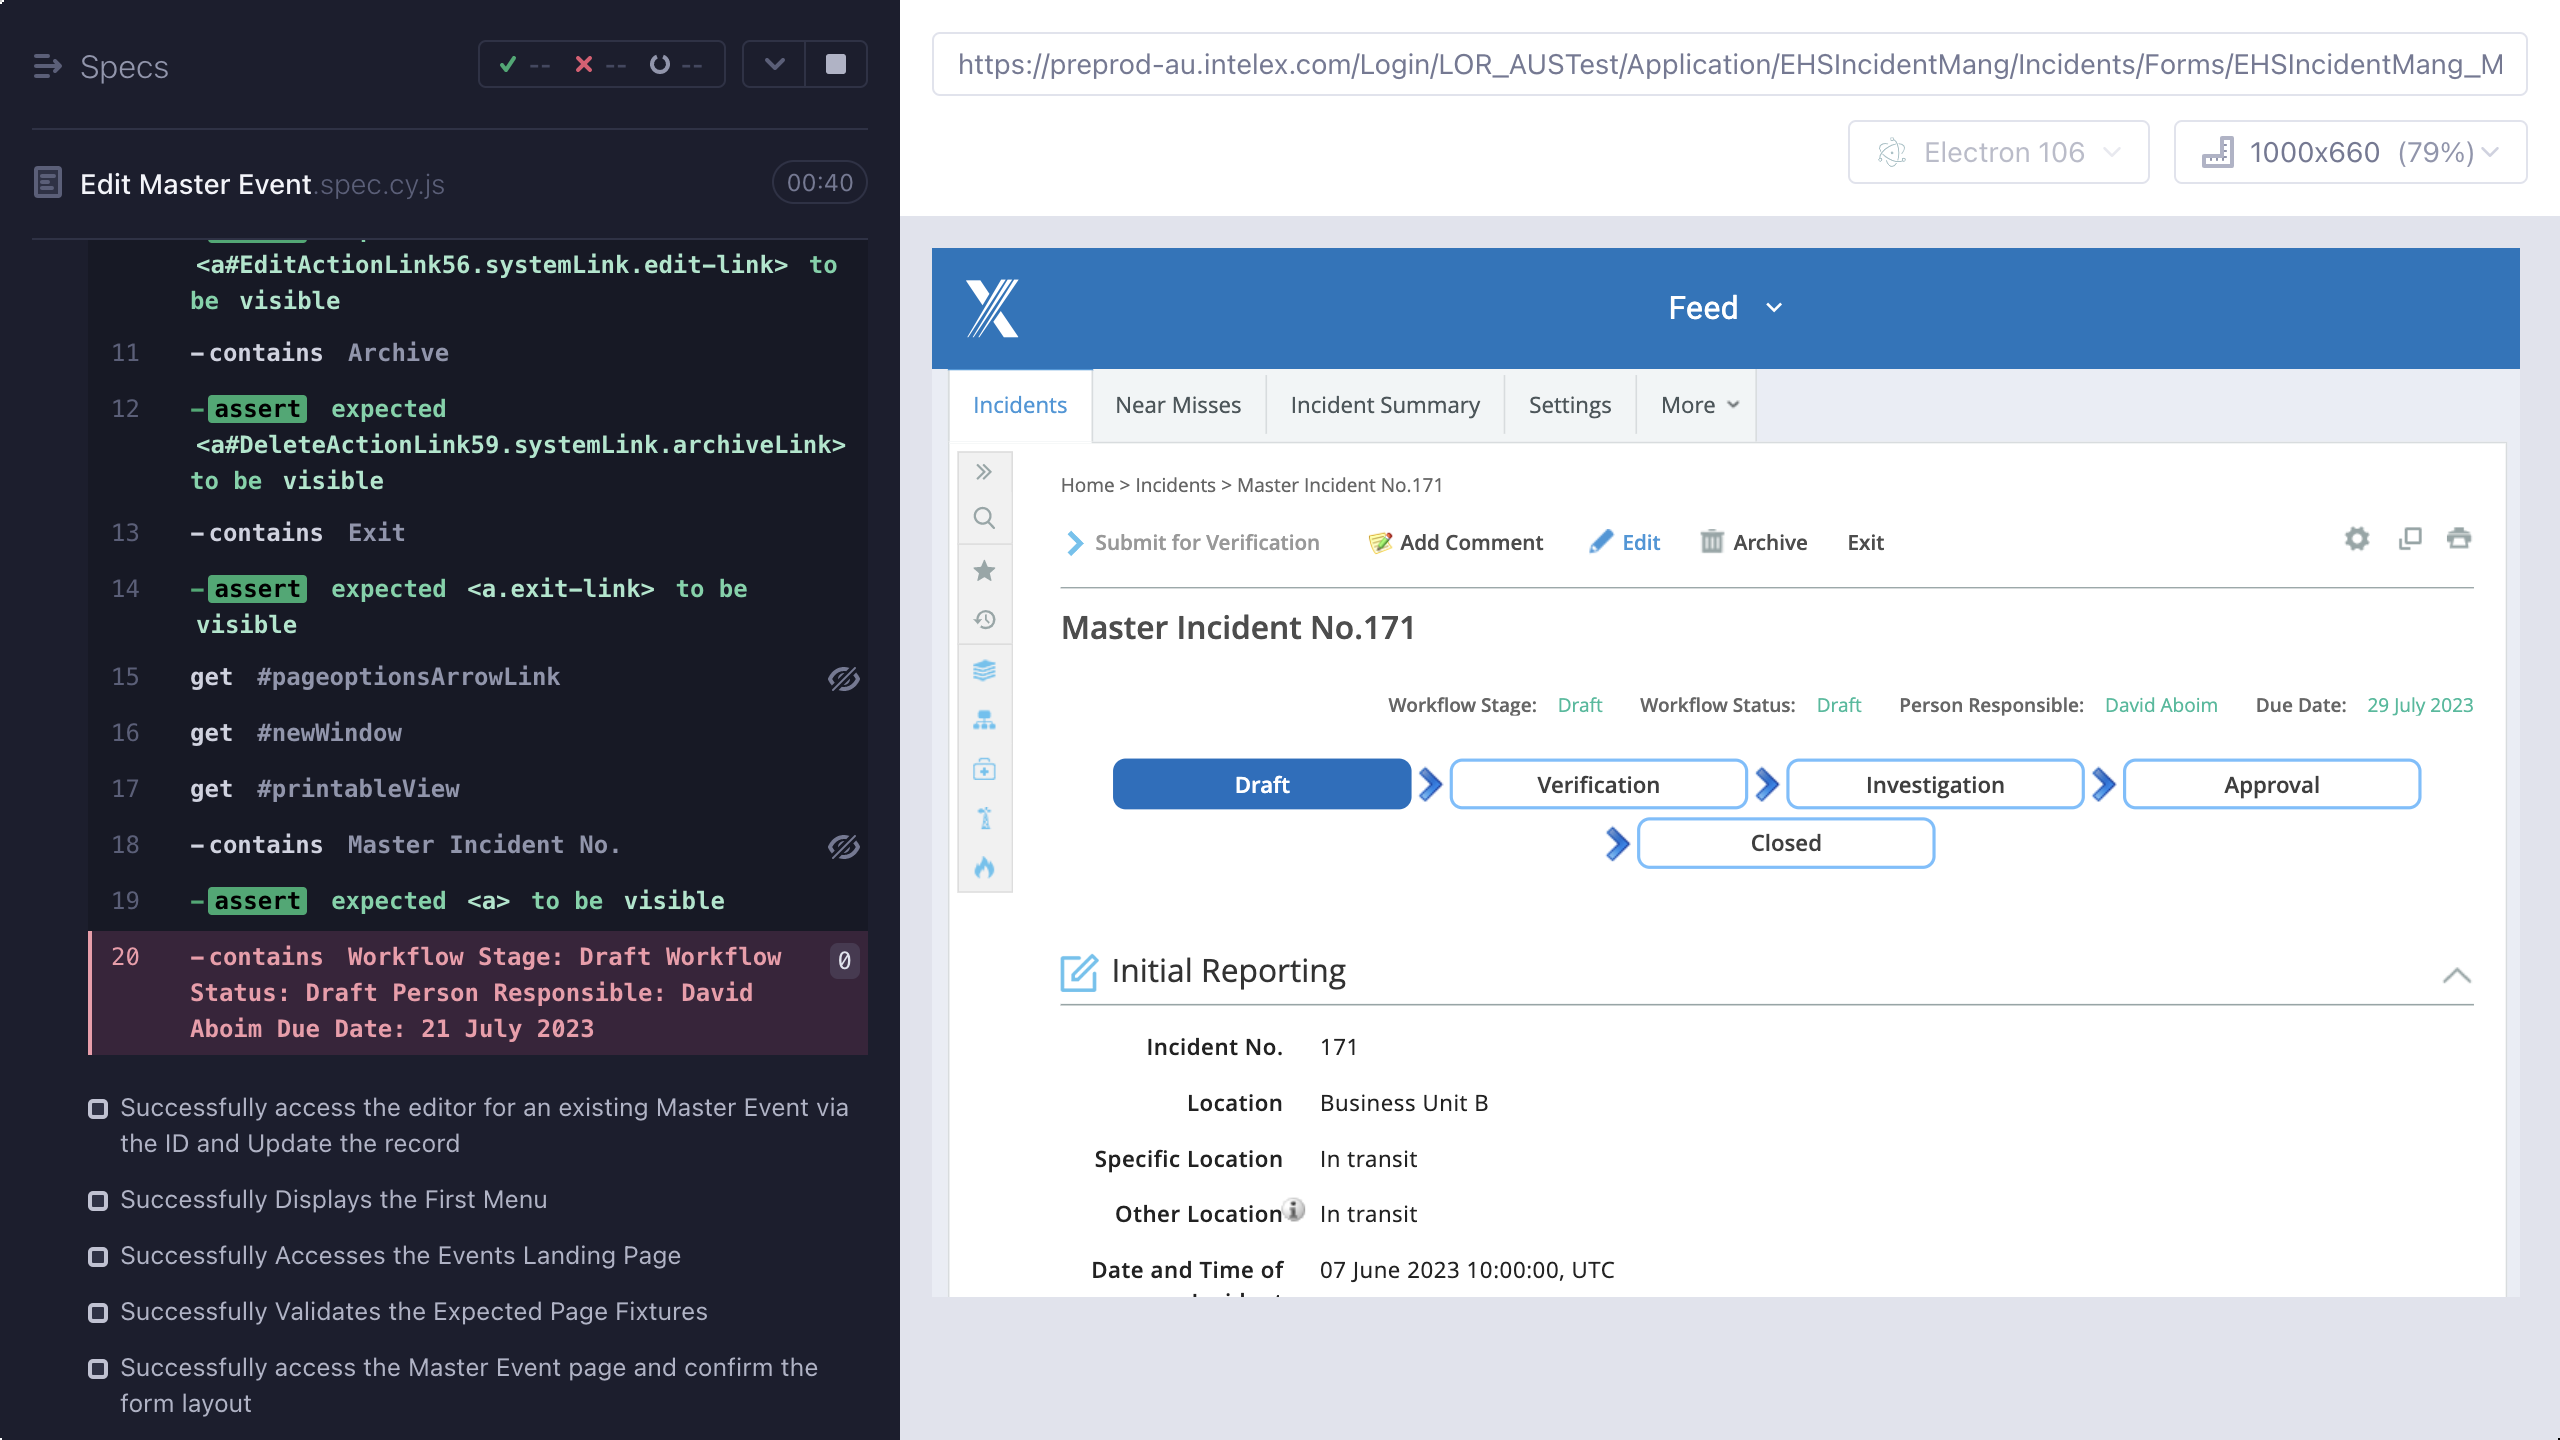 Specs
-- -- --
Edit Master Event.spec.cy.js 00:40
<a#EditActionLink56.systemLink.edit-link> to
be visible
11 -contains Archive
12 -assert expected
<a#DeleteActionLink59.systemLink.archiveLink>
to be visible
13 -contains Exit
14 -assert expected <a.exit-link> to be
visible
15 get #pageoptionsArrowLink
16 get #newWindow
17 get #printableView
18 -contains Master Incident No.
19 -assert expected <a> to be visible
20 -contains Workflow Stage: Draft Workflow 0
Status: Draft Person Responsible: David
Aboim Due Date: 21 July 2023
Successfully access the editor for an existing Master Event via
the ID and Update the record
Successfully Displays the First Menu
Successfully Accesses the Events Landing Page
Successfully Validates the Expected Page Fixtures
Successfully access the Master Event page and confirm the
form layout
https://preprod-au.intelex.com/Login/LOR_AUSTest/Application/EHSIncidentMang/Incidents/Forms/EHSIncidentMang_M
Electron 106 1000x660 (79%)
Feed
Incidents Near Misses Incident Summary Settings More
Home > Incidents > Master Incident No.171
Submit for Verification Add Comment Edit Archive Exit
Master Incident No.171
Workflow Stage: Draft Workflow Status: Draft Person Responsible: David Aboim Due Date: 29 July 2023
Draft Verification Investigation Approval
Closed
Initial Reporting
Incident No. 171
Location Business Unit B
Specific Location In transit
Other Location In transit
Date and Time of 07 June 2023 10:00:00, UTC